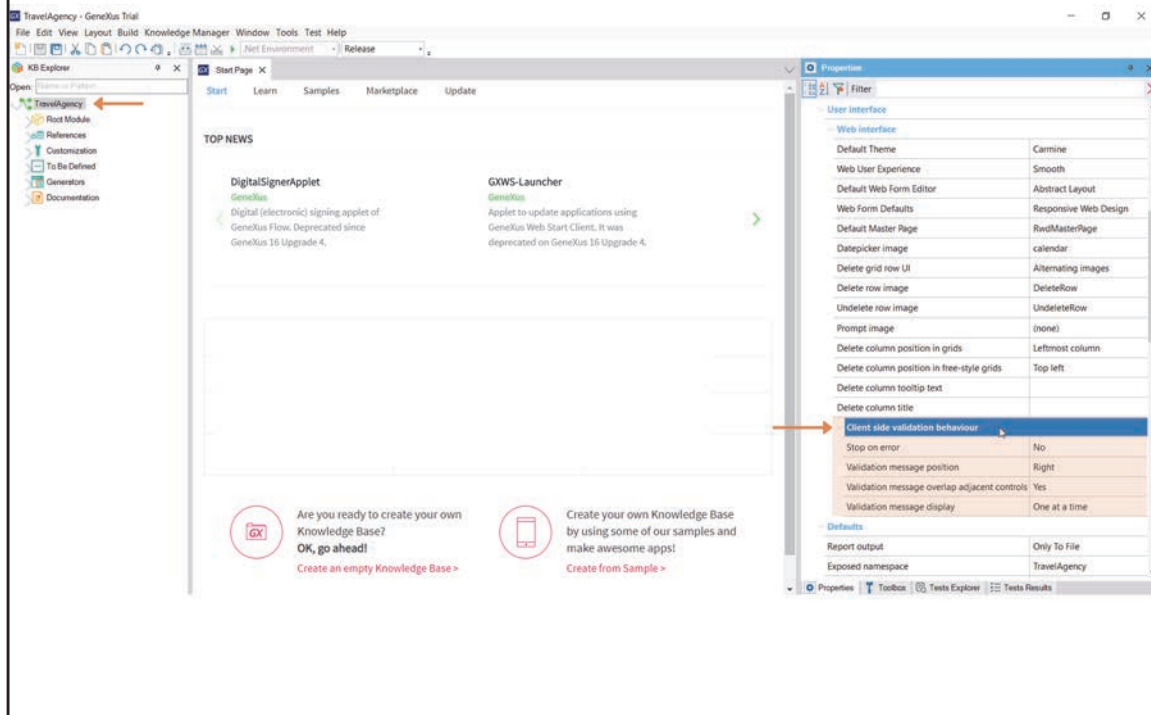 TravelAgency - GeneXus Trial
File Edit View Layout Build Knowledge Manager Window Tools Test Help
.Net Environment Release
KB Explorer
Open: Name or Pattern
TravelAgency
Root Module
References
Customization
To Be Defined
Generators
Documentation
Start Page X
Start Learn Samples Marketplace Update
TOP NEWS
DigitalSignerApplet
GeneXus
Digital (electronic) signing applet of
GeneXus Flow. Deprecated since
GeneXus 16 Upgrade 4.
GXWS-Launcher
GeneXus
Applet to update applications using
GeneXus Web Start Client. It was
deprecated on GeneXus 16 Upgrade 4.
GX
Are you ready to create your own
Knowledge Base?
OK, go ahead!
Create an empty Knowledge Base >
Create your own Knowledge Base
by using some of our samples and
make awesome apps!
Create from Sample >
Properties
Filter
User interface
Web interface
Default Theme Carmine
Web User Experience Smooth
Default Web Form Editor Abstract Layout
Web Form Defaults Responsive Web Design
Default Master Page RwdMasterPage
Datepicker image calendar
Delete grid row UI Alternating images
Delete row image DeleteRow
Undelete row image UndeleteRow
Prompt image (none)
Delete column position in grids Leftmost column
Delete column position in free-style grids Top left
Delete column tooltip text
Delete column title
Client side validation behaviour
Stop on error No
Validation message position Right
Validation message overlap adjacent controls Yes
Validation message display One at a time
Defaults
Report output Only To File
Exposed namespace TravelAgency
Properties Toolbox Tests Explorer Tests Results